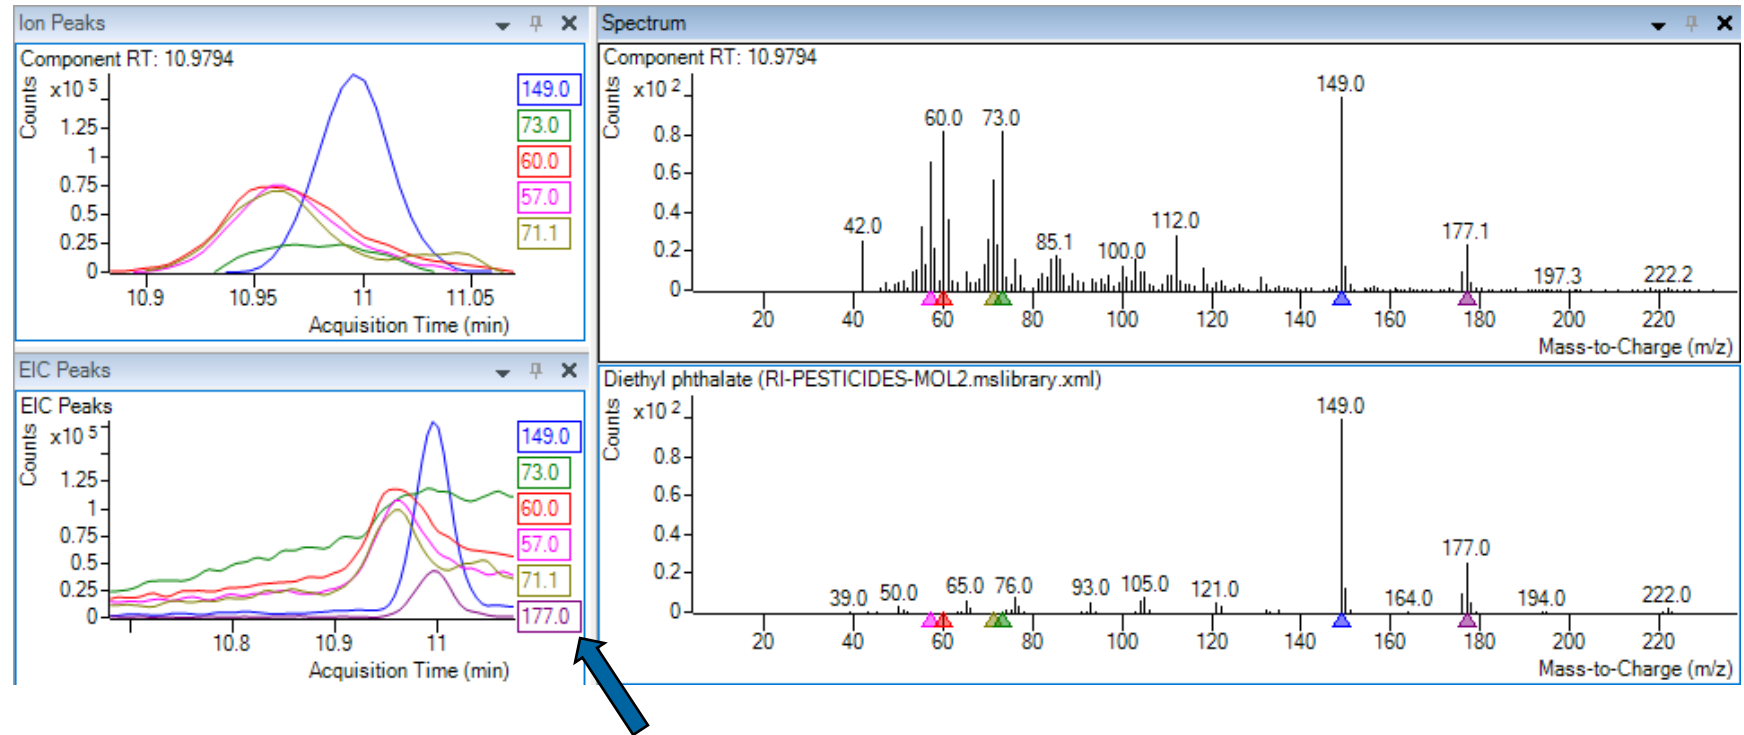 Ion Peaks
Component RT: 10.9794
Counts
x10 5
1.25
1
0.75
0.5
0.25
0
10.9 10.95 11 11.05
Acquisition Time (min)
149.0
73.0
60.0
57.0
71.1
EIC Peaks
EIC Peaks
Counts
x10 5
1.25
1
0.75
0.5
0.25
0
10.8 10.9 11
Acquisition Time (min)
149.0
73.0
60.0
57.0
71.1
177.0
Spectrum
Component RT: 10.9794
Counts
x10 2
0.8
0.6
0.4
0.2
0
42.0 60.0 73.0 85.1 100.0 112.0 149.0 177.1 197.3 222.2
20 40 60 80 100 120 140 160 180 200 220
Mass-to-Charge (m/z)
Diethyl phthalate (RI-PESTICIDES-MOL2.mslibrary.xml)
Counts
x10 2
0.8
0.6
0.4
0.2
0
39.0 50.0 65.0 76.0 93.0 105.0 121.0 149.0 164.0 177.0 194.0 222.0
20 40 60 80 100 120 140 160 180 200 220
Mass-to-Charge (m/z)